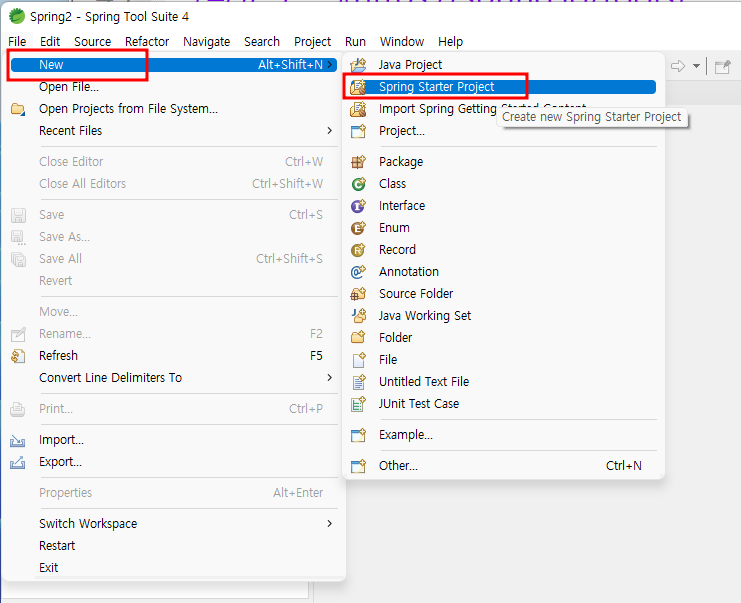 Spring2 - Spring Tool Suite 4
File Edit Source Refactor Navigate Search Project Run Window Help
New Alt+Shift+N
Open File...
Open Projects from File System...
Recent Files
Close Editor Ctrl+W
Close All Editors Ctrl+Shift+W
Save Ctrl+S
Save As...
Save All Ctrl+Shift+S
Revert
Move...
Rename... F2
Refresh F5
Convert Line Delimiters To
Print... Ctrl+P
Import...
Export...
Properties Alt+Enter
Switch Workspace
Restart
Exit
Java Project
Spring Starter Project
Import Spring Getting Started Content
Create new Spring Starter Project
Project...
Package
Class
Interface
Enum
Record
Annotation
Source Folder
Java Working Set
Folder
File
Untitled Text File
JUnit Test Case
Example...
Other... Ctrl+N